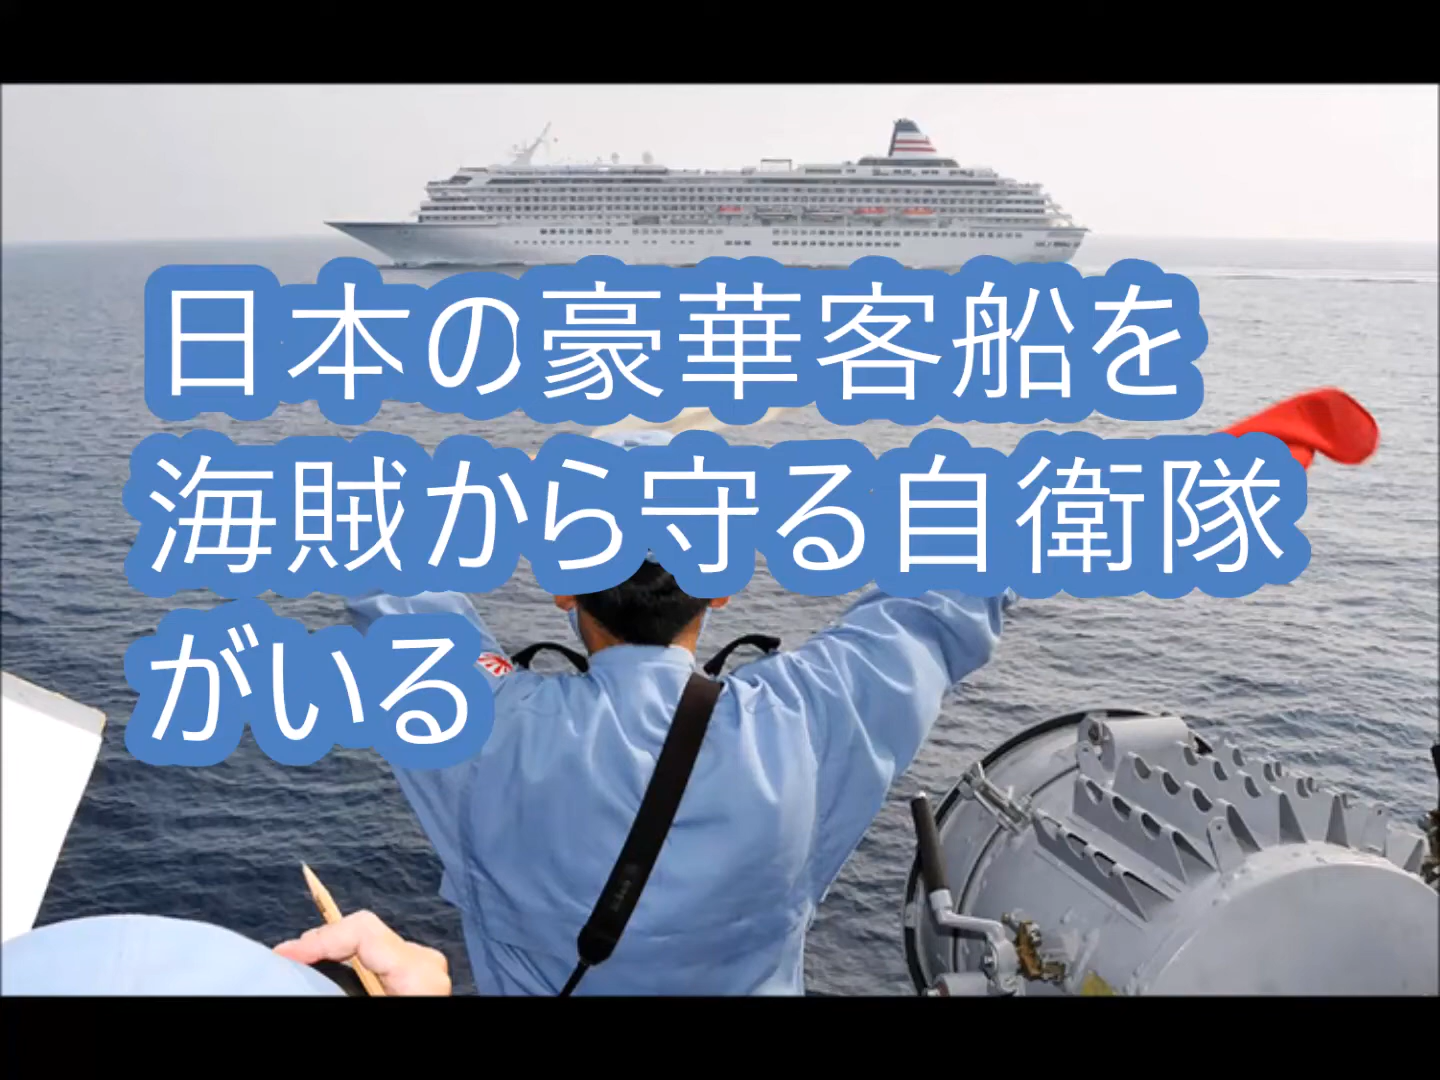 日本の豪華客船を
海賊から守る自衛隊
がいる